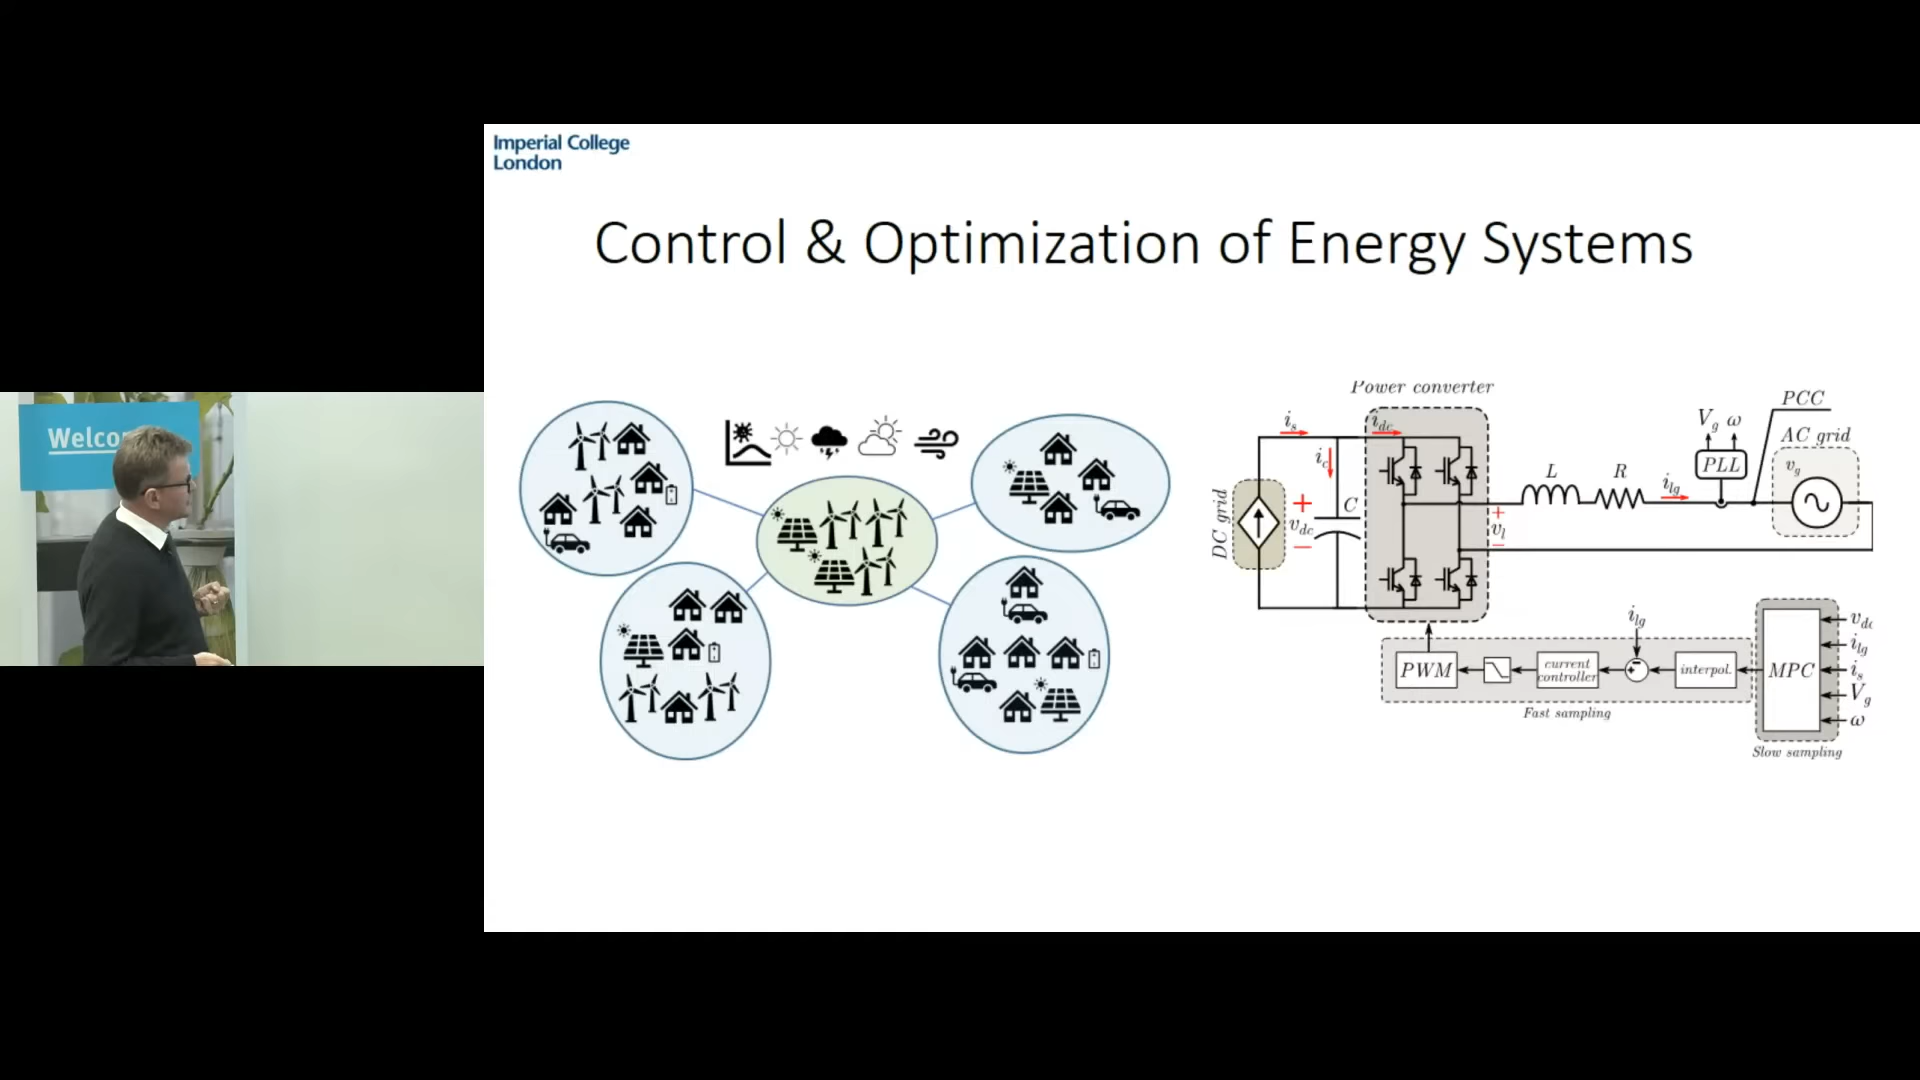 Imperial College
London
Control & Optimization of Energy Systems
Welco
Power converter
PCC
V_g ω
AC grid
i_s
i_dc
i_c
L
R
i_lg
PLL
v_g
DC grid
+
v_dc
−
C
+
v_l
−
i_lg
PWM
current
controller
+
−
interpol.
MPC
v_dc
i_lg
i_s
V_g
ω
Fast sampling
Slow sampling